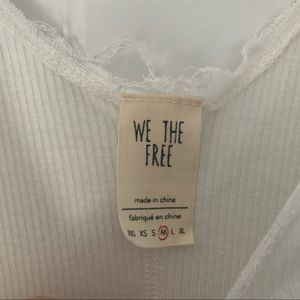 WE THE
FREE
made in china
fabriqué en chine
XXS XS S M L XL